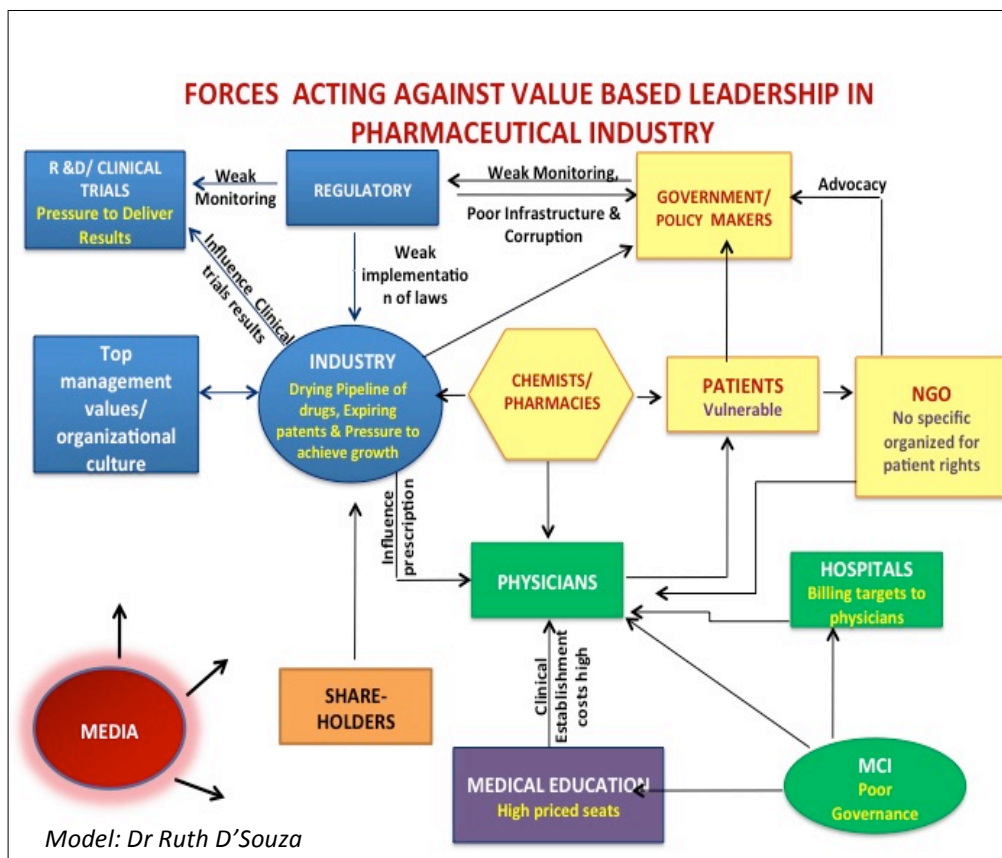 FORCES ACTING AGAINST VALUE BASED LEADERSHIP IN
PHARMACEUTICAL INDUSTRY
R &D/ CLINICAL
TRIALS
Pressure to Deliver
Results
Weak
Monitoring
REGULATORY
Weak Monitoring,
Poor Infrastructure &
Corruption
GOVERNMENT/
POLICY MAKERS
Advocacy
Influence Clinical
trials results
Weak
implementatio
n of laws
Top
management
values/
organizational
culture
INDUSTRY
Drying Pipeline of
drugs, Expiring
patents & Pressure to
achieve growth
CHEMISTS/
PHARMACIES
PATIENTS
Vulnerable
NGO
No specific
organized for
patient rights
Influence
prescription
PHYSICIANS
HOSPITALS
Billing targets to
physicians
MEDIA
SHARE-
HOLDERS
Clinical
Establishment
costs high
MEDICAL EDUCATION
High priced seats
MCI
Poor
Governance
Model: Dr Ruth D’Souza